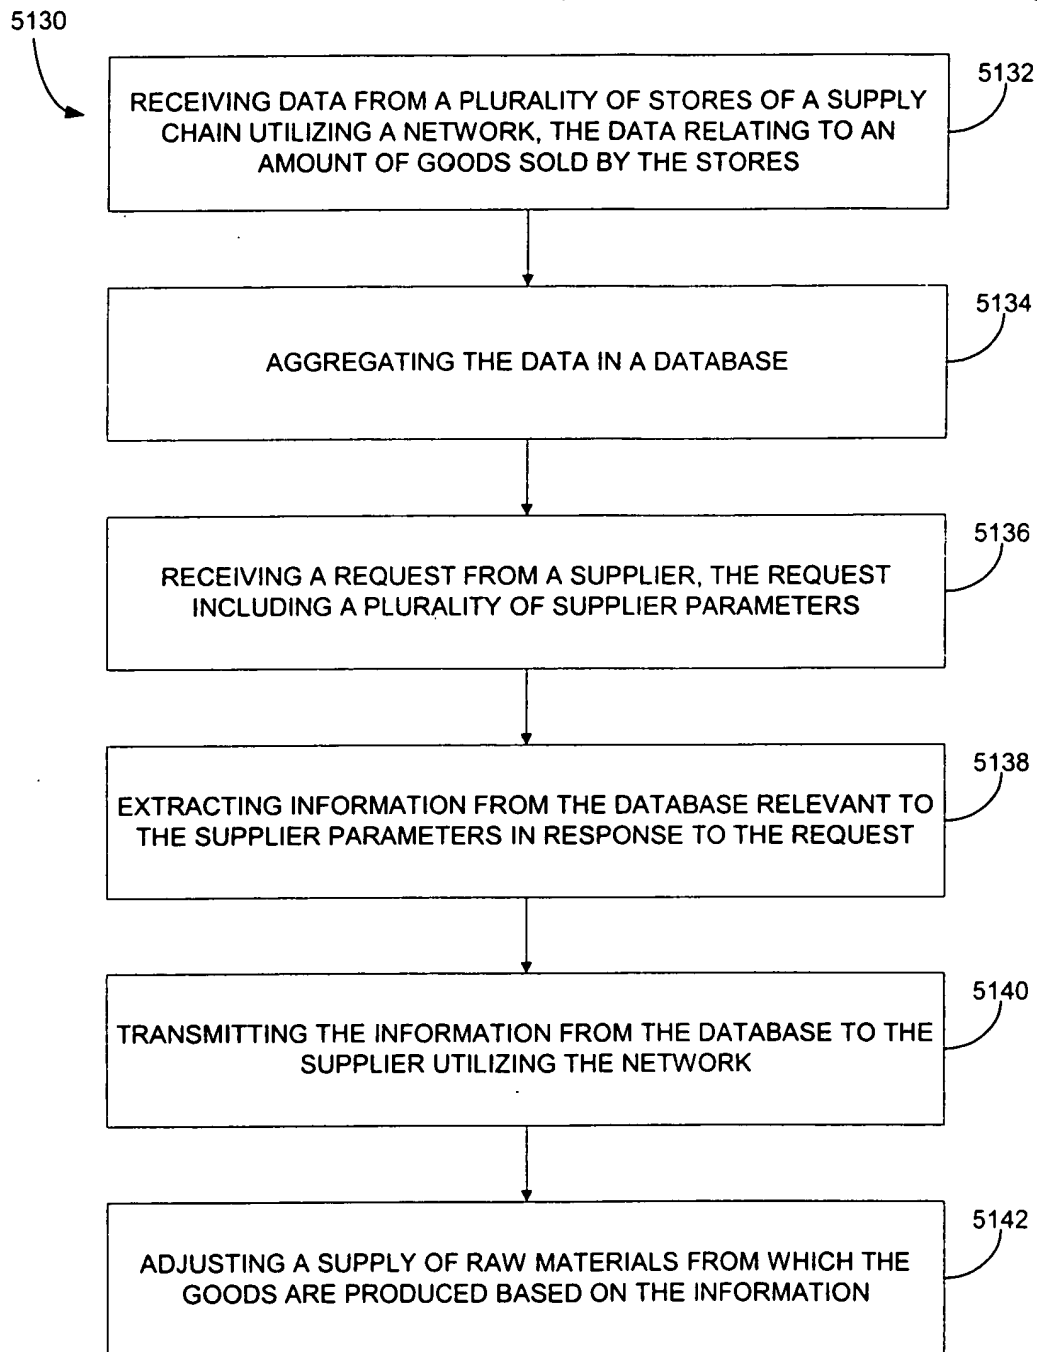 5130
5132
RECEIVING DATA FROM A PLURALITY OF STORES OF A SUPPLY
CHAIN UTILIZING A NETWORK, THE DATA RELATING TO AN
AMOUNT OF GOODS SOLD BY THE STORES
5134
AGGREGATING THE DATA IN A DATABASE
5136
RECEIVING A REQUEST FROM A SUPPLIER, THE REQUEST
INCLUDING A PLURALITY OF SUPPLIER PARAMETERS
5138
EXTRACTING INFORMATION FROM THE DATABASE RELEVANT TO
THE SUPPLIER PARAMETERS IN RESPONSE TO THE REQUEST
5140
TRANSMITTING THE INFORMATION FROM THE DATABASE TO THE
SUPPLIER UTILIZING THE NETWORK
5142
ADJUSTING A SUPPLY OF RAW MATERIALS FROM WHICH THE
GOODS ARE PRODUCED BASED ON THE INFORMATION